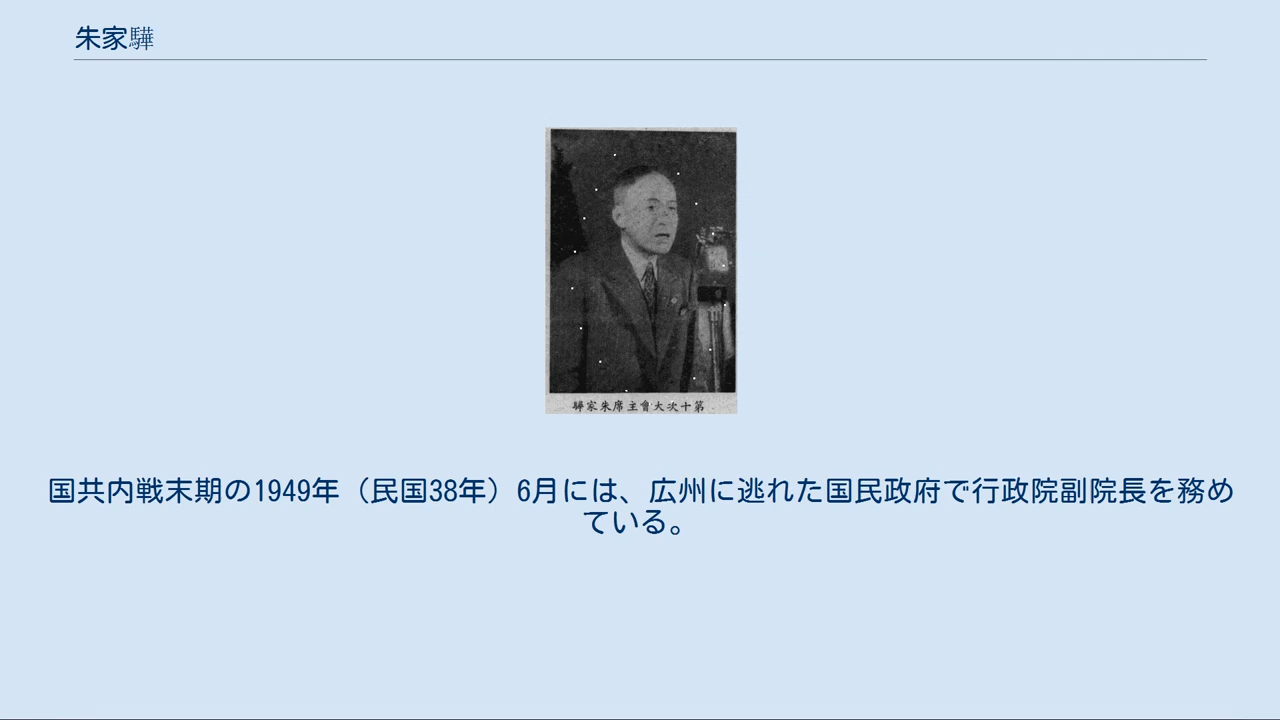 朱家驊
驊家朱席主會大次十第
国共内戦末期の1949年（民国38年）6月には、広州に逃れた国民政府で行政院副院長を務め
ている。